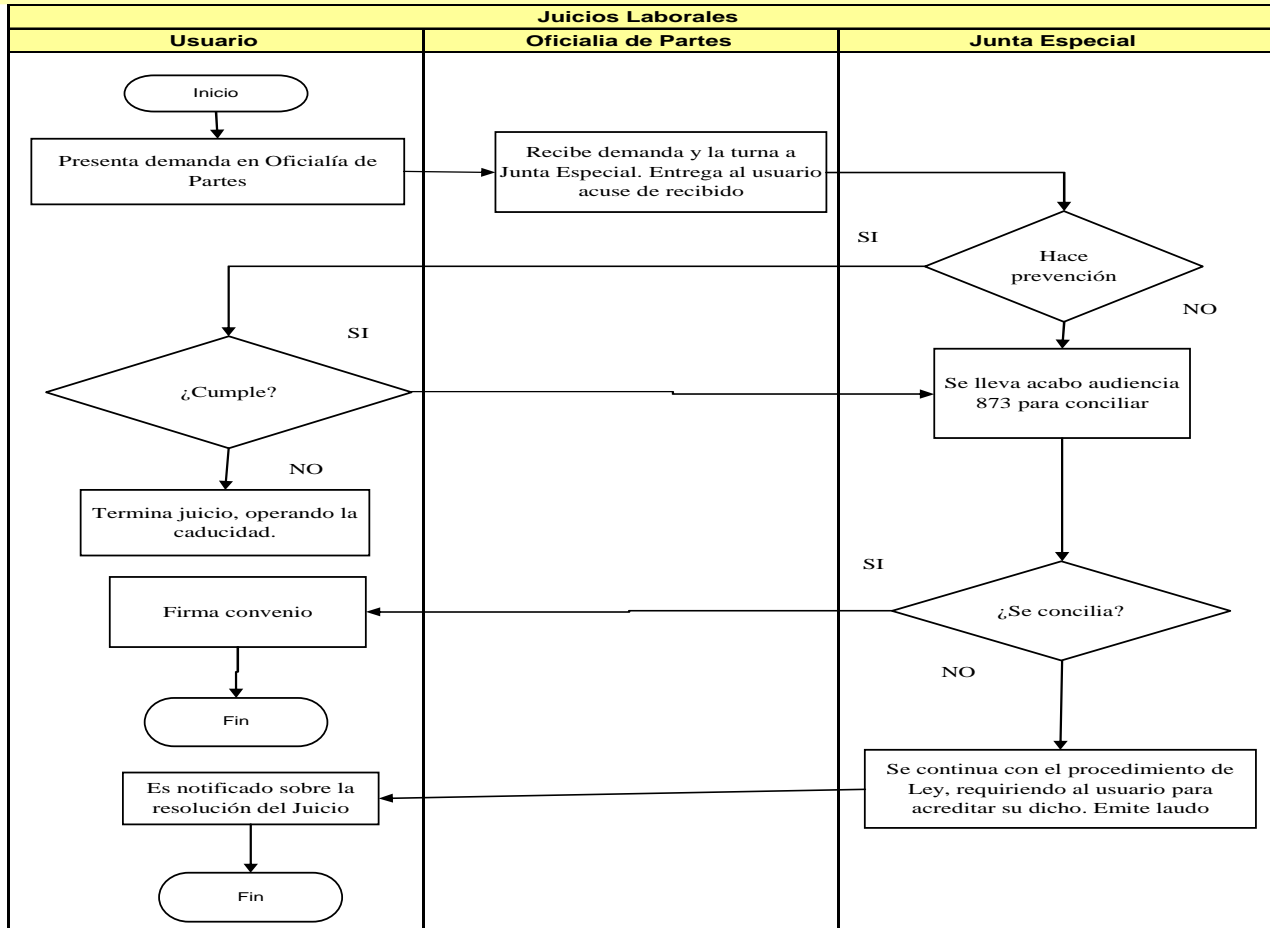 Juicios Laborales
Usuario
Oficialia de Partes
Junta Especial
Inicio
Presenta demanda en Oficialía de
Partes
Recibe demanda y la turna a
Junta Especial. Entrega al usuario
acuse de recibido
Hace
prevención
SI
NO
¿Cumple?
SI
NO
Se lleva acabo audiencia
873 para conciliar
Termina juicio, operando la
caducidad.
¿Se concilia?
SI
NO
Firma convenio
Fin
Se continua con el procedimiento de
Ley, requiriendo al usuario para
acreditar su dicho. Emite laudo
Es notificado sobre la
resolución del Juicio
Fin